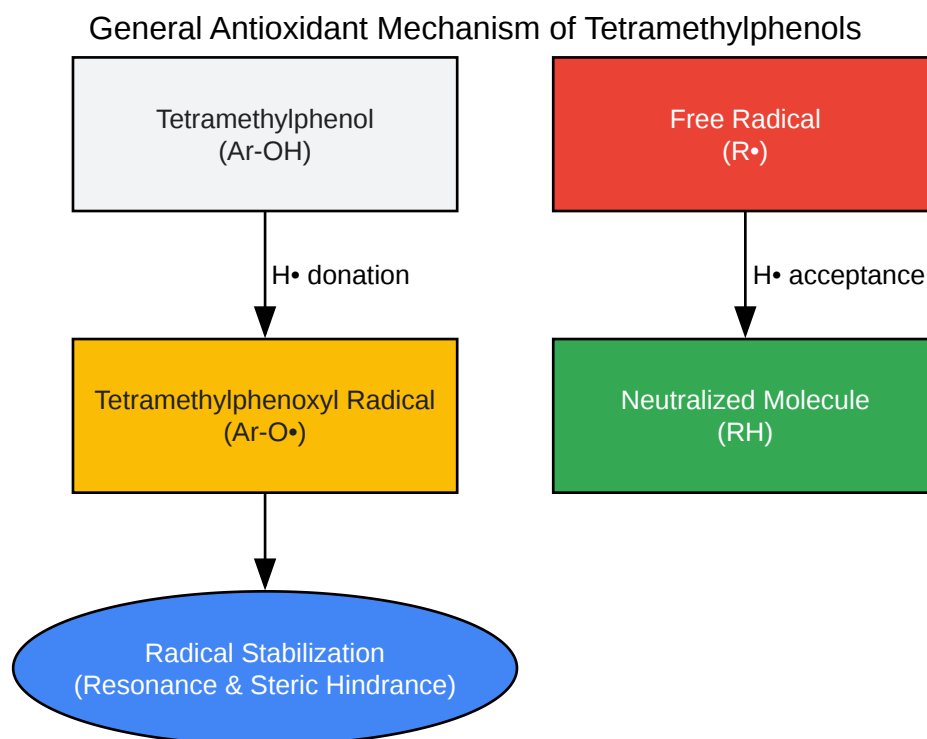 General Antioxidant Mechanism of Tetramethylphenols
Tetramethylphenol
(Ar-OH)
Free Radical
(R•)
H• donation
H• acceptance
Tetramethylphenoxyl Radical
(Ar-O•)
Neutralized Molecule
(RH)
Radical Stabilization
(Resonance & Steric Hindrance)